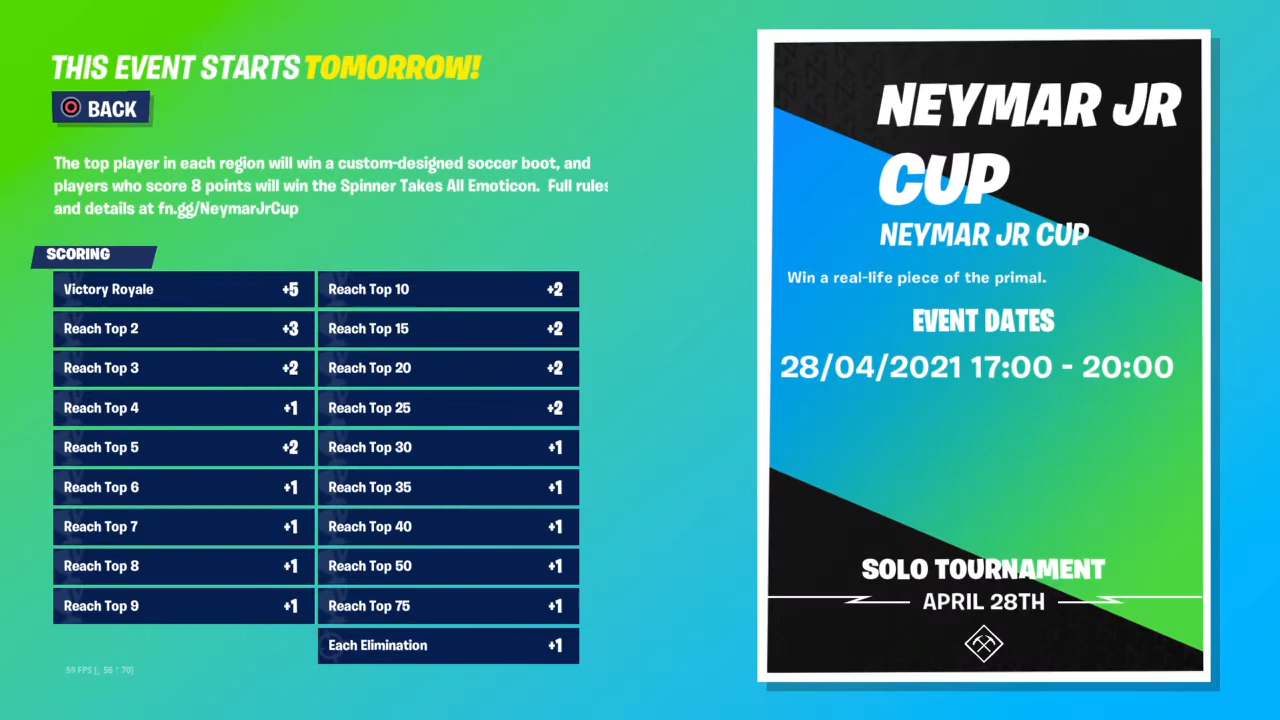 THIS EVENT STARTS TOMORROW!
BACK
The top player in each region will win a custom-designed soccer boot, and
players who score 8 points will win the Spinner Takes All Emoticon.  Full rules
and details at fn.gg/NeymarJrCup
SCORING
Victory Royale +5
Reach Top 2 +3
Reach Top 3 +2
Reach Top 4 +1
Reach Top 5 +2
Reach Top 6 +1
Reach Top 7 +1
Reach Top 8 +1
Reach Top 9 +1
Reach Top 10 +2
Reach Top 15 +2
Reach Top 20 +2
Reach Top 25 +2
Reach Top 30 +1
Reach Top 35 +1
Reach Top 40 +1
Reach Top 50 +1
Reach Top 75 +1
Each Elimination +1
NEYMAR JR
CUP
NEYMAR JR CUP
Win a real-life piece of the primal.
EVENT DATES
28/04/2021 17:00 - 20:00
SOLO TOURNAMENT
APRIL 28TH